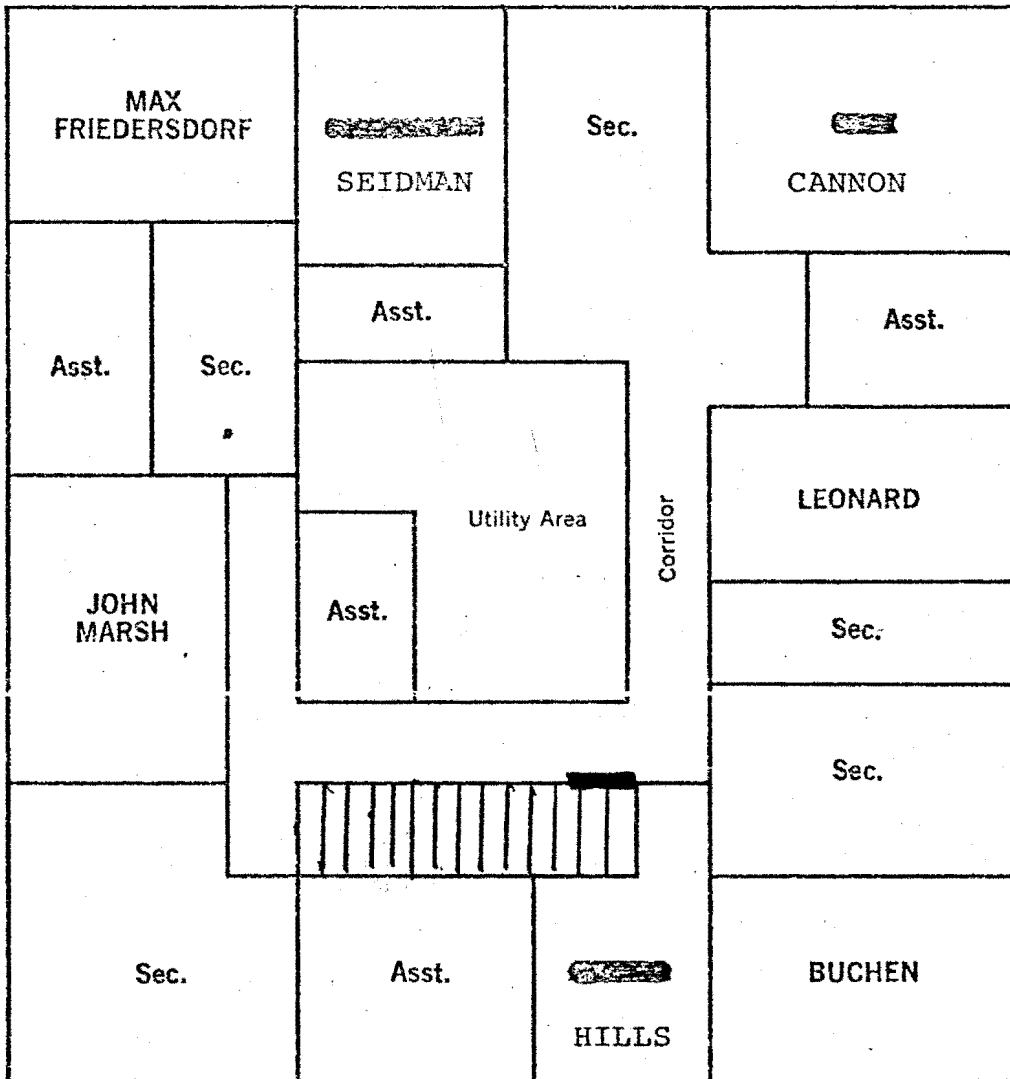 MAX
FRIEDERSDORF
SEIDMAN
Sec.
CANNON
Asst.
Asst.
Asst.
Sec.
LEONARD
Utility Area
Corridor
JOHN
MARSH
Asst.
Sec.
Sec.
Sec.
Asst.
HILLS
BUCHEN